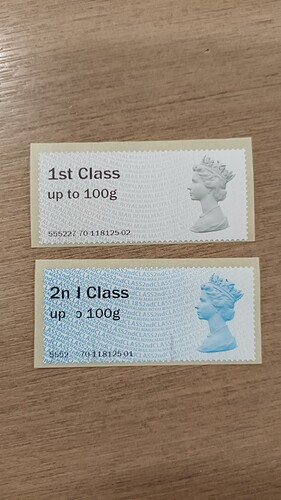 1st Class
up to 100g
555227 70 118125-02
2n l Class
up ɔ 100g
5552 70 118125-01